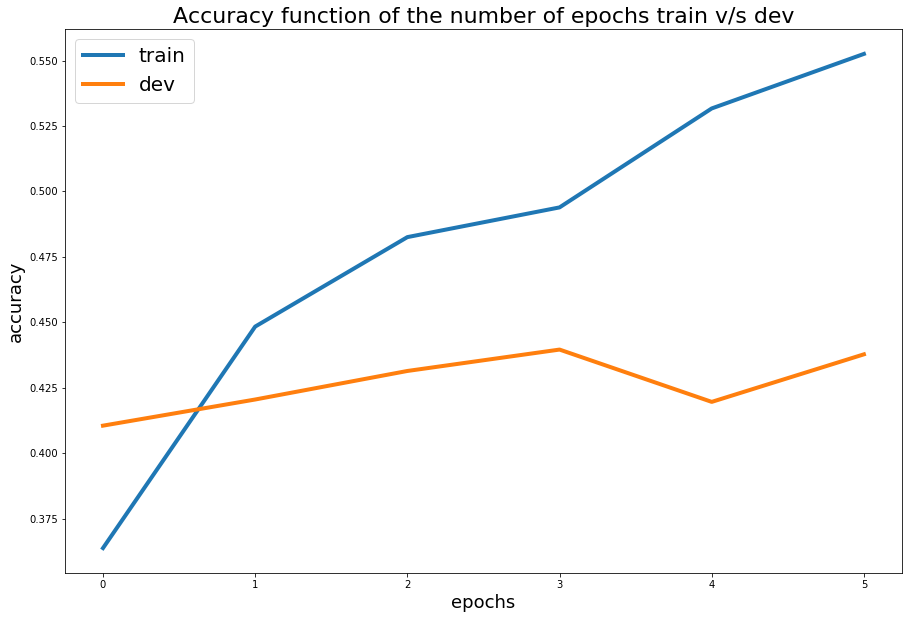 Accuracy function of the number of epochs train v/s dev
train
dev
0.550
0.525
0.500
0.475
0.450
0.425
0.400
0.375
accuracy
0 1 2 3 4 5
epochs